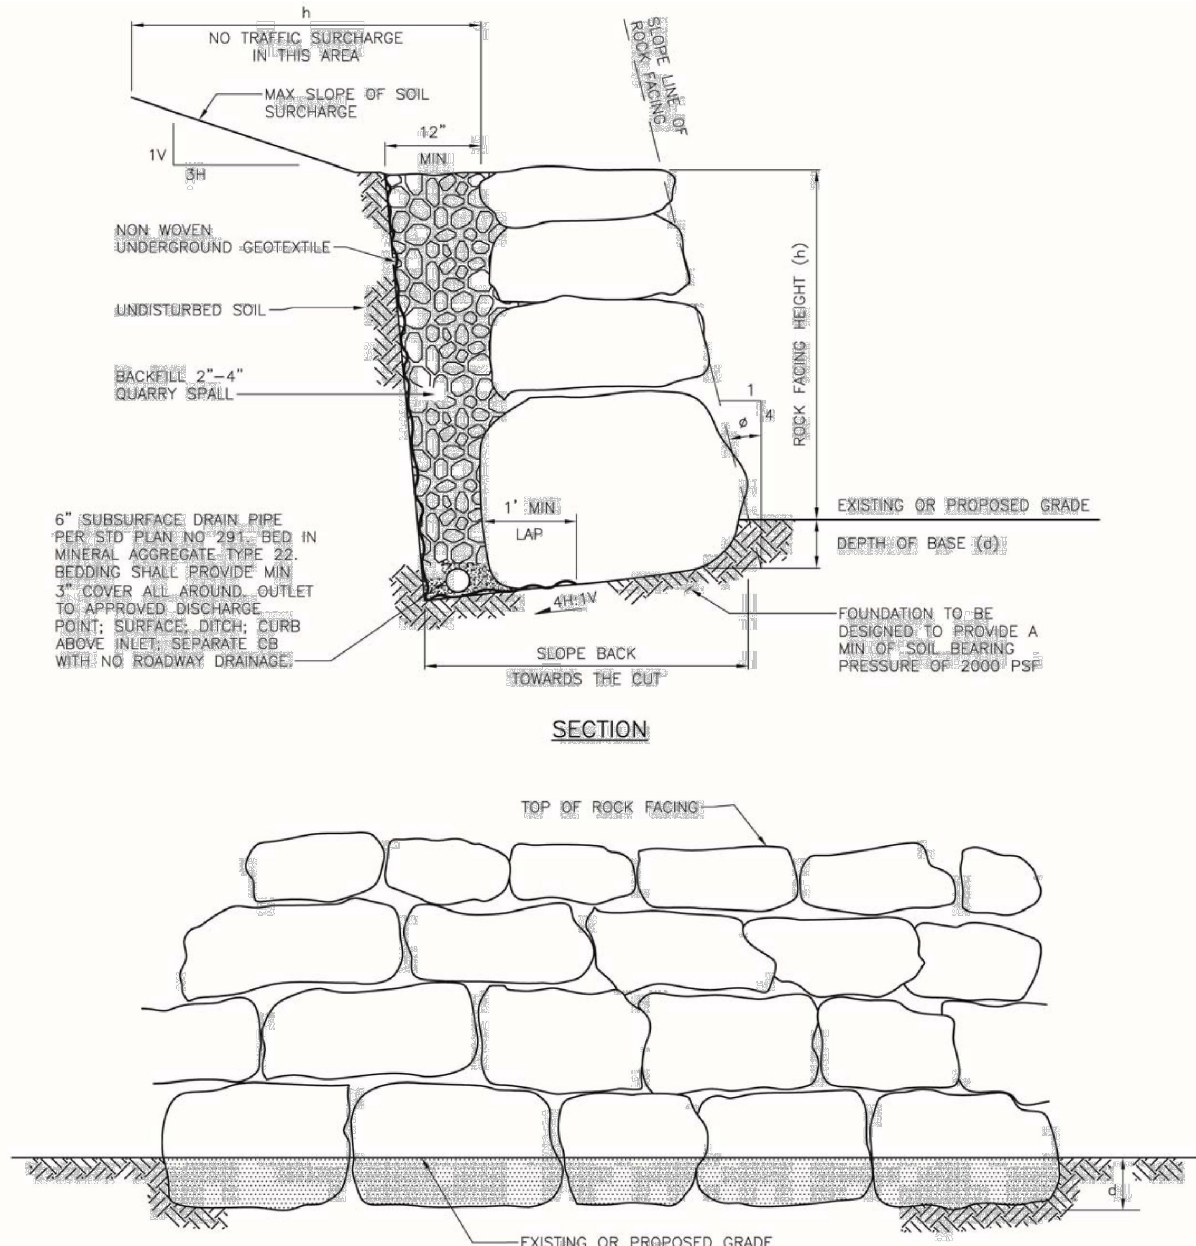 h
NO TRAFFIC SURCHARGE
IN THIS AREA
SLOPE LINE OF
ROCK FACING
MAX SLOPE OF SOIL
SURCHARGE
12"
MIN
1V
3H
NON WOVEN
UNDERGROUND GEOTEXTILE
UNDISTURBED SOIL
BACKFILL 2"-4"
QUARRY SPALL
ROCK FACING HEIGHT (h)
1
4
ø
1' MIN
LAP
EXISTING OR PROPOSED GRADE
DEPTH OF BASE (d)
6" SUBSURFACE DRAIN PIPE
PER STD PLAN NO 291. BED IN
MINERAL AGGREGATE TYPE 22.
BEDDING SHALL PROVIDE MIN
3" COVER ALL AROUND. OUTLET
TO APPROVED DISCHARGE
POINT; SURFACE; DITCH; CURB
ABOVE INLET; SEPARATE CB
WITH NO ROADWAY DRAINAGE.
4H:1V
FOUNDATION TO BE
DESIGNED TO PROVIDE A
MIN OF SOIL BEARING
PRESSURE OF 2000 PSF
SLOPE BACK
TOWARDS THE CUT
SECTION
TOP OF ROCK FACING
d
EXISTING OR PROPOSED GRADE